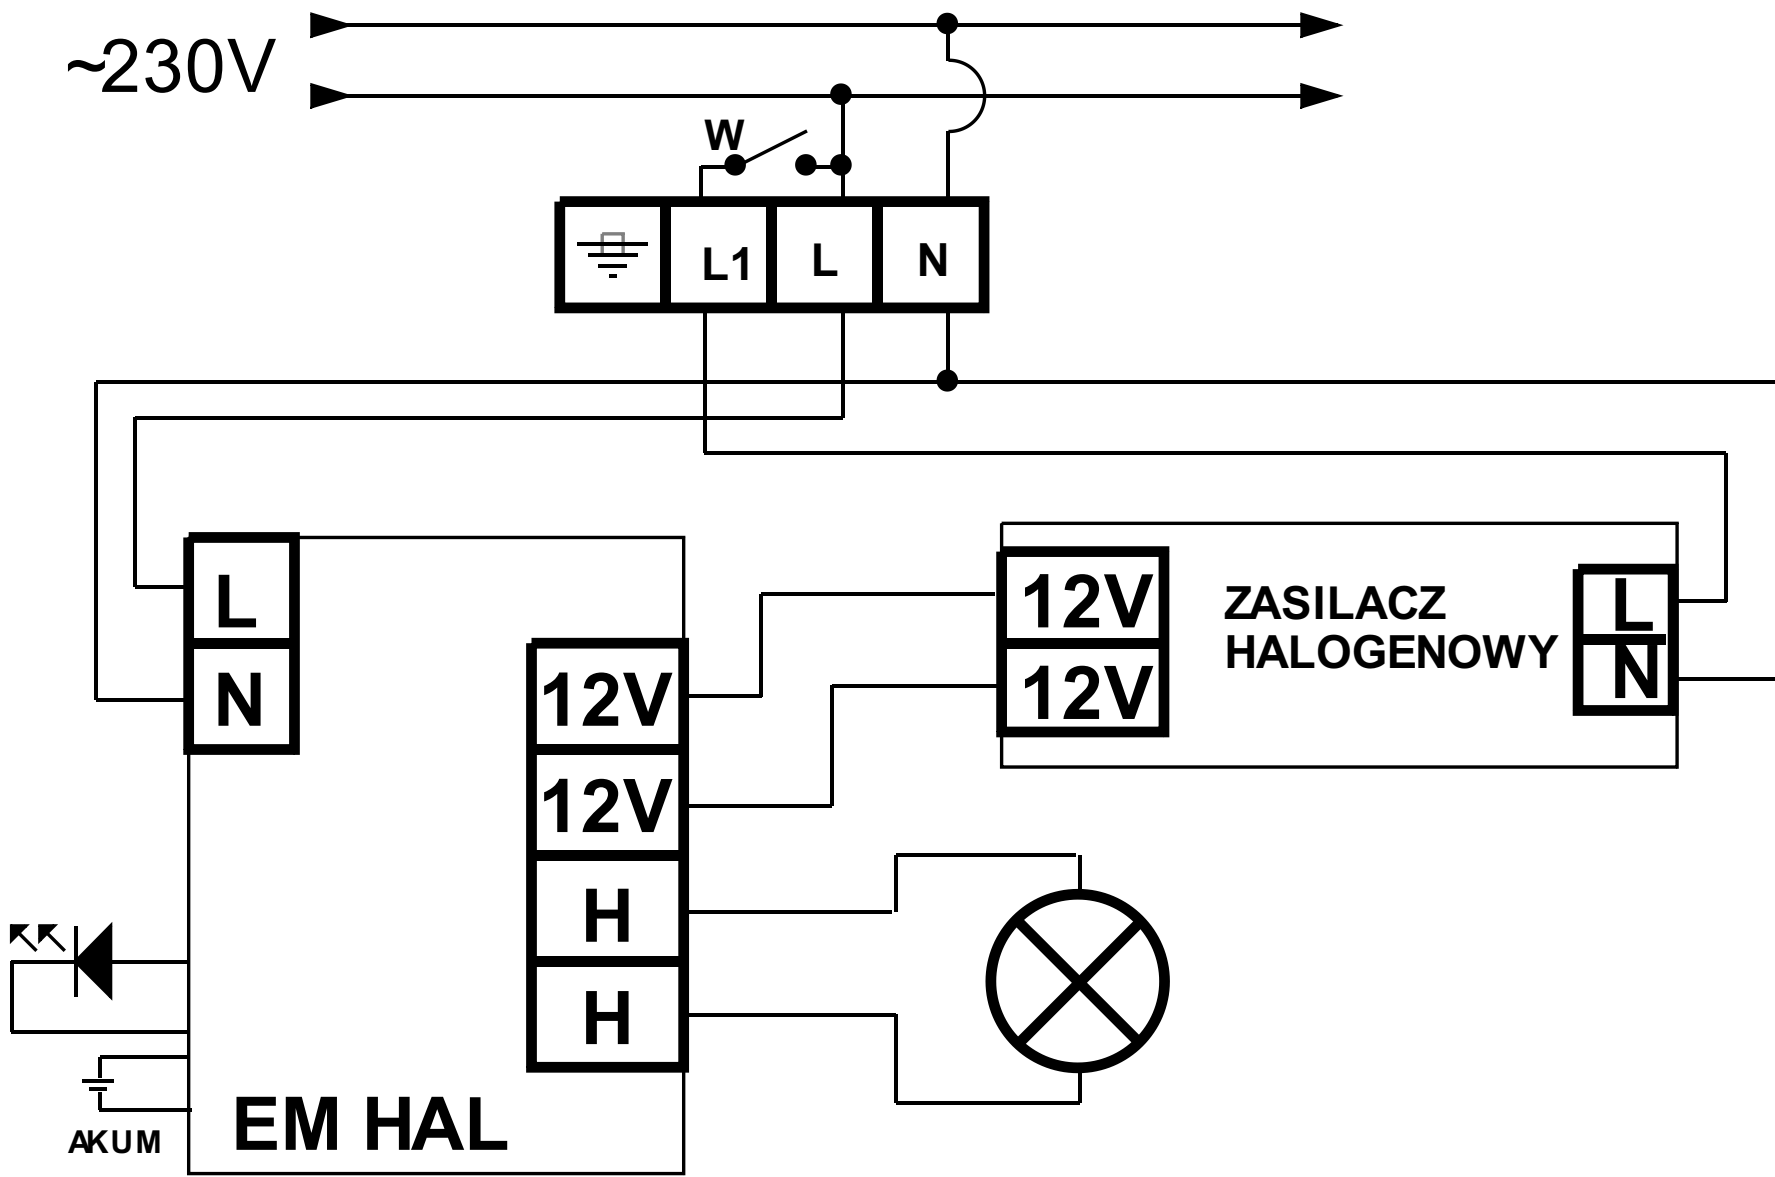 ~230V
W
L1
L
N
L
N
12V
12V
H
H
12V
12V
ZASILACZ
HALOGENOWY
L
N
AKUM
EM HAL